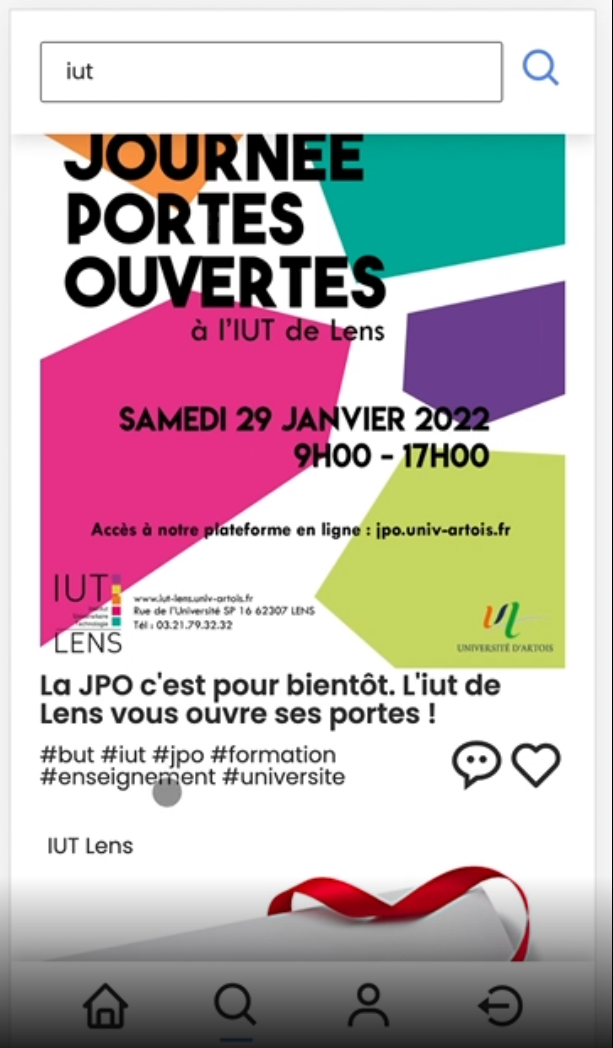 iut
JOURNÉE
PORTES
OUVERTES
à l'IUT de Lens
SAMEDI 29 JANVIER 2022
9H00 - 17H00
Accès à notre plateforme en ligne : jpo.univ-artois.fr
IUT
Institut
Universitaire
Technologie
LENS
www.iut-lens.univ-artois.fr
Rue de l'Université SP 16 62307 LENS
Tél : 03.21.79.32.32
UNIVERSITÉ D'ARTOIS
La JPO c'est pour bientôt. L'iut de
Lens vous ouvre ses portes !
#but #iut #jpo #formation
#enseignement #universite
IUT Lens